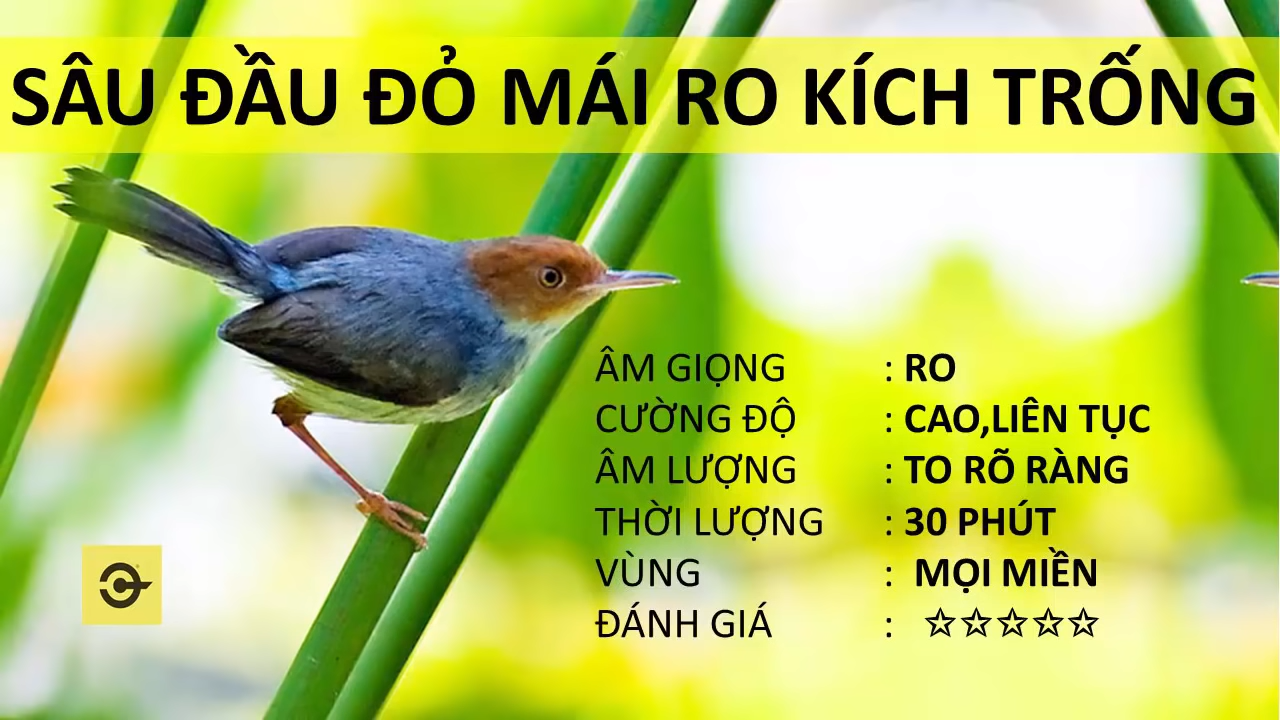 SÂU ĐẦU ĐỎ MÁI RO KÍCH TRỐNG
ÂM GIỌNG : RO
CƯỜNG ĐỘ : CAO,LIÊN TỤC
ÂM LƯỢNG : TO RÕ RÀNG
THỜI LƯỢNG : 30 PHÚT
VÙNG : MỌI MIỀN
ĐÁNH GIÁ : ☆☆☆☆☆